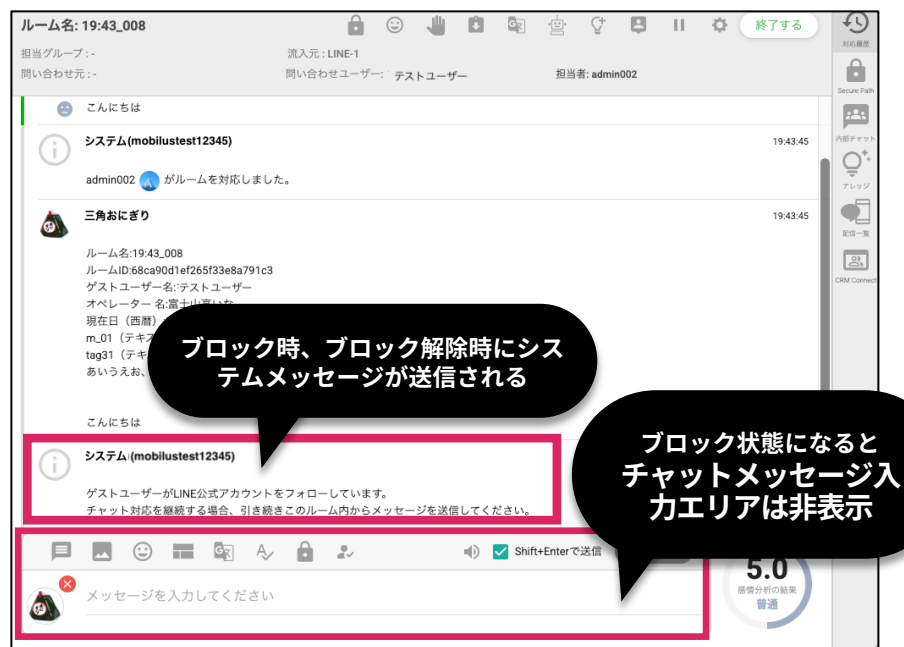 ルーム名: 19:43_008
終了する
担当グループ : -
流入元 : LINE-1
問い合わせ元 : -
問い合わせユーザー: テストユーザー
担当者: admin002
対応履歴
Secure Path
内部チャット
ナレッジ
配信一覧
CRM Connect
こんにちは
システム(mobilustest12345)
19:43:45
admin002 がルームを対応しました。
三角おにぎり
19:43:45
ルーム名:19:43_008
ルームID:68ca90d1ef265f33e8a791c3
ゲストユーザー名:テストユーザー
オペレーター 名:富士山高いな
現在日（西暦）
m_01（テキス
tag31（テキ
あいうえお、
ブロック時、ブロック解除時にシス
テムメッセージが送信される
こんにちは
システム(mobilustest12345)
ゲストユーザーがLINE公式アカウントをフォローしています。
チャット対応を継続する場合、引き続きこのルーム内からメッセージを送信してください。
ブロック状態になると
チャットメッセージ入
力エリアは非表示
Shift+Enterで送信
メッセージを入力してください
5.0
感情分析の結果
普通